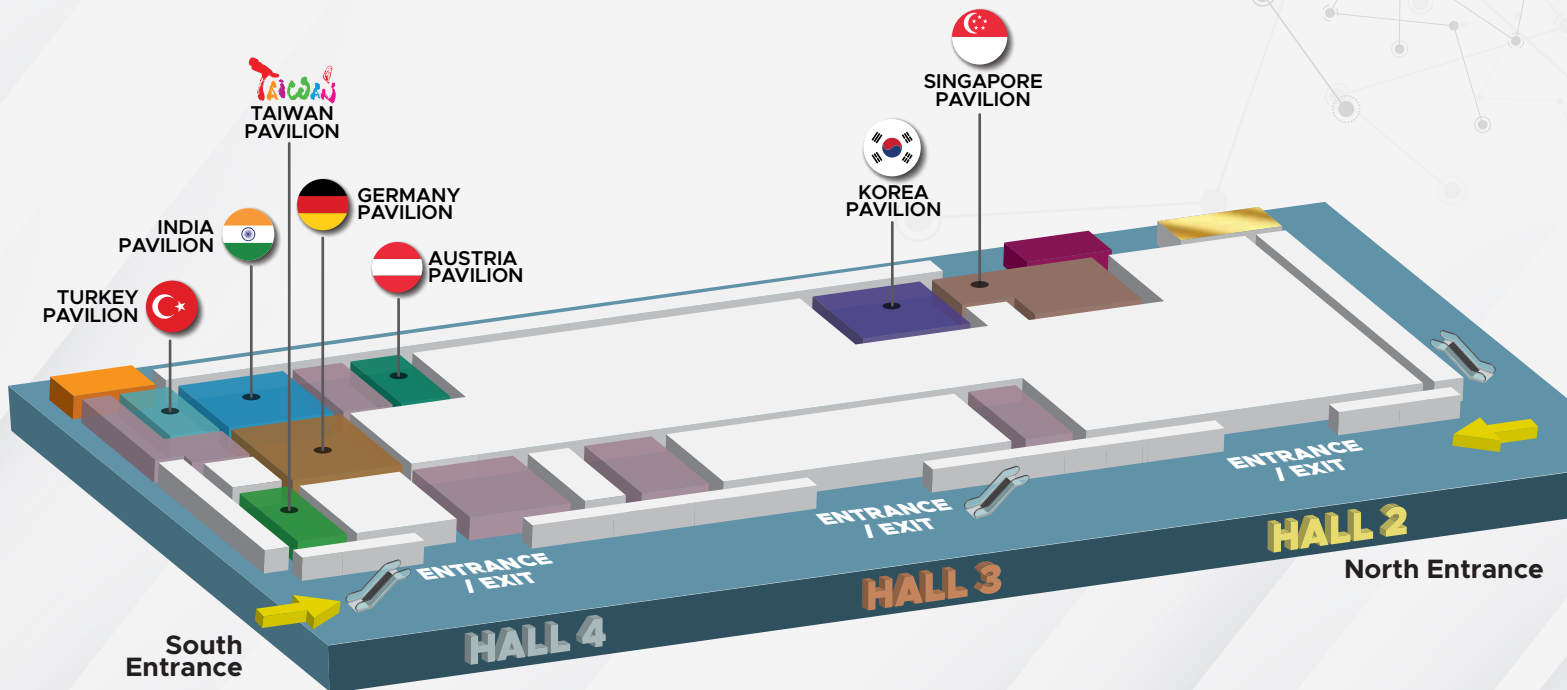 SINGAPORE
PAVILION
TAIWAN
TAIWAN
PAVILION
KOREA
PAVILION
GERMANY
PAVILION
INDIA
PAVILION
AUSTRIA
PAVILION
TURKEY
PAVILION
ENTRANCE
/ EXIT
ENTRANCE
/ EXIT
ENTRANCE
/ EXIT
HALL 2
North Entrance
HALL 3
HALL 4
South
Entrance